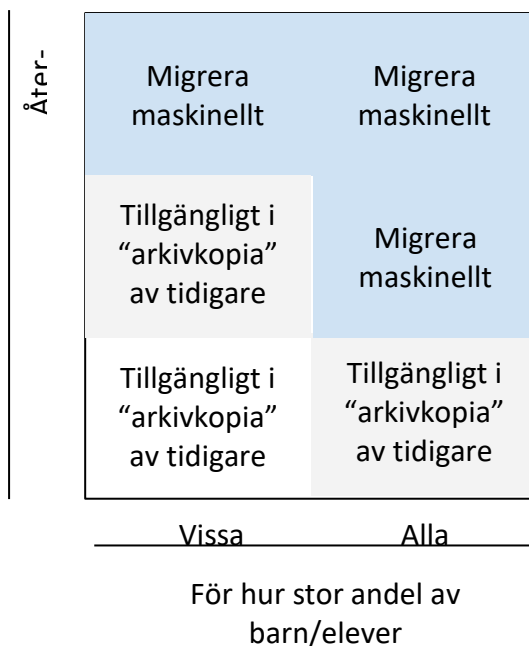 Åter-
Migrera
maskinellt
Migrera
maskinellt
Tillgängligt i
“arkivkopia”
av tidigare
Migrera
maskinellt
Tillgängligt i
“arkivkopia”
av tidigare
Tillgängligt i
“arkivkopia”
av tidigare
Vissa
Alla
För hur stor andel av
barn/elever